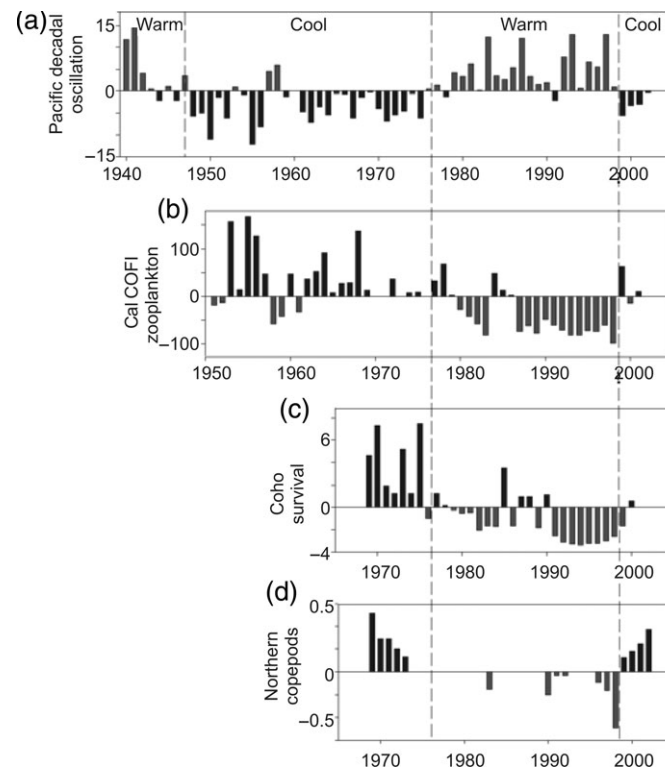 (a)
Warm Cool Warm Cool
Pacific decadal
oscillation
15
0
−15
1940 1950 1960 1970 1980 1990 2000
(b)
Cal COFI
zooplankton
100
0
−100
1950 1960 1970 1980 1990 2000
(c)
Coho
survival
6
0
−4
1970 1980 1990 2000
(d)
Northern
copepods
0.5
0
−0.5
1970 1980 1990 2000